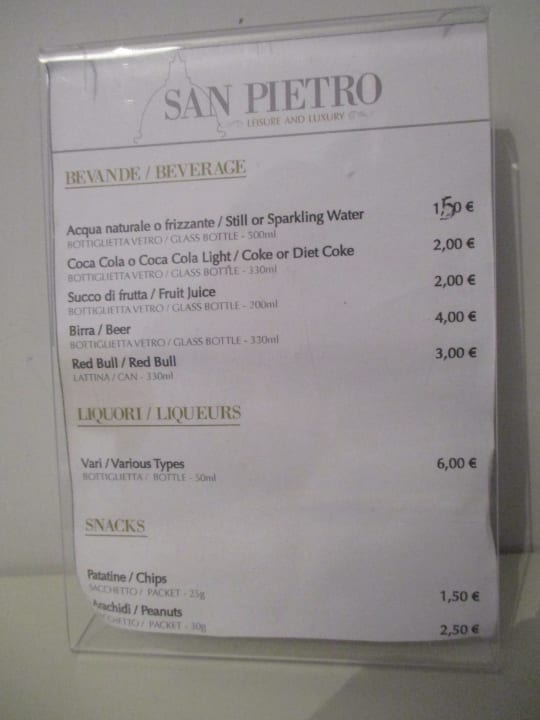 SAN PIETRO
LEISURE AND LUXURY
BEVANDE / BEVERAGE
Acqua naturale o frizzante / Still or Sparkling Water 1,50 €
BOTTIGLIETTA VETRO / GLASS BOTTLE - 500ml
Coca Cola o Coca Cola Light / Coke or Diet Coke 2,00 €
BOTTIGLIETTA VETRO / GLASS BOTTLE - 330ml
Succo di frutta / Fruit Juice 2,00 €
BOTTIGLIETTA VETRO / GLASS BOTTLE - 200ml
Birra / Beer 4,00 €
BOTTIGLIETTA VETRO / GLASS BOTTLE - 330ml
Red Bull / Red Bull 3,00 €
LATTINA / CAN - 330ml
LIQUORI / LIQUEURS
Vari / Various Types 6,00 €
BOTTIGLIETTA / BOTTLE - 50ml
SNACKS
Patatine / Chips 1,50 €
SACCHETTO / PACKET - 25g
Arachidi / Peanuts 2,50 €
SACCHETTO / PACKET - 30g